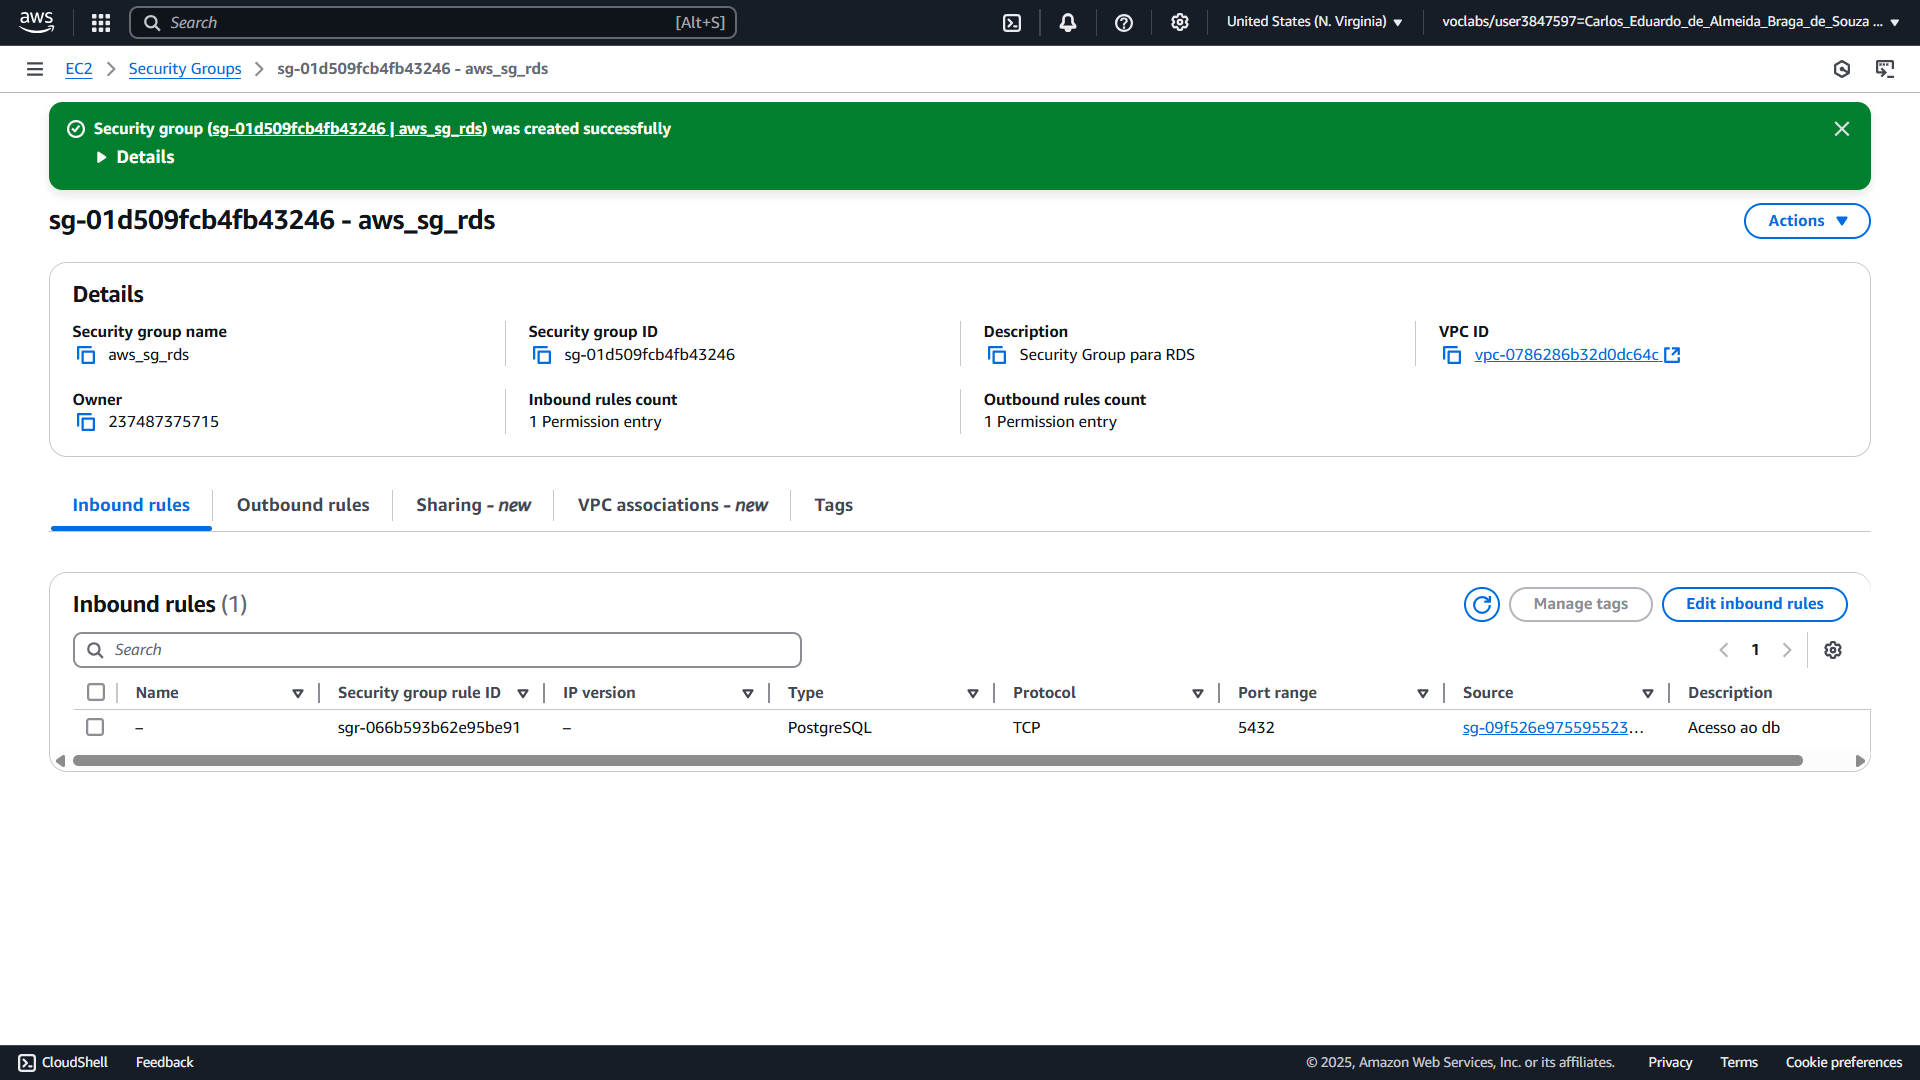 aws
Search [Alt+S]
United States (N. Virginia)
voclabs/user3847597=Carlos_Eduardo_de_Almeida_Braga_de_Souza ...
EC2 > Security Groups > sg-01d509fcb4fb43246 - aws_sg_rds
Security group (sg-01d509fcb4fb43246 | aws_sg_rds) was created successfully
Details
sg-01d509fcb4fb43246 - aws_sg_rds
Actions
Details
Security group name
aws_sg_rds
Security group ID
sg-01d509fcb4fb43246
Description
Security Group para RDS
VPC ID
vpc-0786286b32d0dc64c
Owner
237487375715
Inbound rules count
1 Permission entry
Outbound rules count
1 Permission entry
Inbound rules
Outbound rules
Sharing - new
VPC associations - new
Tags
Inbound rules (1)
Manage tags
Edit inbound rules
Search
1
Name Security group rule ID IP version Type Protocol Port range Source Description
– sgr-066b593b62e95be91 – PostgreSQL TCP 5432 sg-09f526e975595523... Acesso ao db
CloudShell
Feedback
© 2025, Amazon Web Services, Inc. or its affiliates.
Privacy
Terms
Cookie preferences